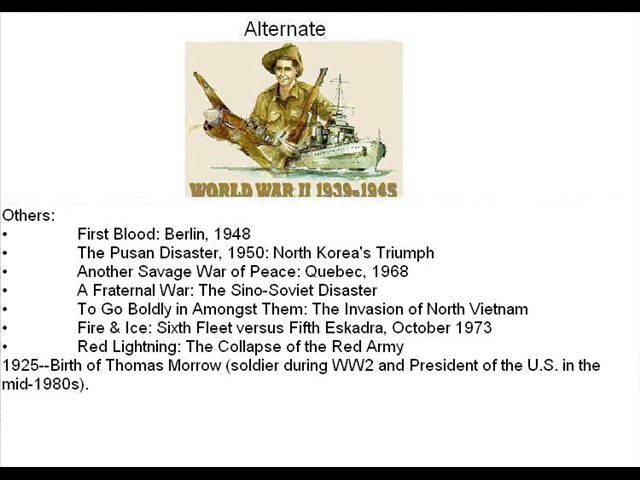 Alternate
WORLD WAR II 1939-1945
Others:
• First Blood: Berlin, 1948
• The Pusan Disaster, 1950: North Korea's Triumph
• Another Savage War of Peace: Quebec, 1968
• A Fraternal War: The Sino-Soviet Disaster
• To Go Boldly in Amongst Them: The Invasion of North Vietnam
• Fire & Ice: Sixth Fleet versus Fifth Eskadra, October 1973
• Red Lightning: The Collapse of the Red Army
1925--Birth of Thomas Morrow (soldier during WW2 and President of the U.S. in the
mid-1980s).